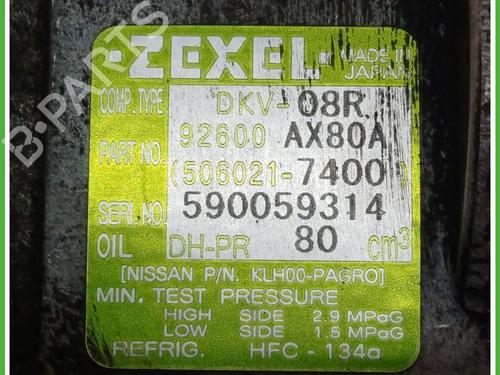 ·ZEXEL·
MADE IN
JAPAN
COMP.TYPE DKV-08R
PART NO. 92600 AX80A
(506021-7400)
SERI.NO. 590059314
OIL DH-PR 80 cm³
[NISSAN P/N. KLH00-PAGRO]
MIN. TEST PRESSURE
HIGH SIDE 2.9 MPaG
LOW SIDE 1.5 MPaG
REFRIG. HFC-134a